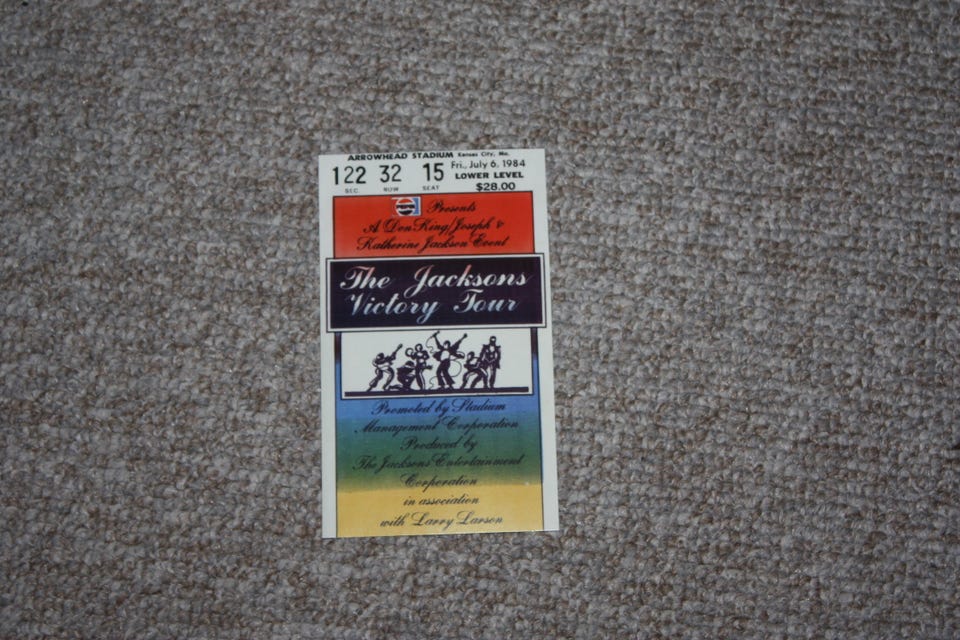 ARROWHEAD STADIUM Kansas City, Mo.
122 32 15 Fri., July 6, 1984
SEC. ROW SEAT LOWER LEVEL
$28.00
PEPSI Presents
A Don King/Joseph &
Katherine Jackson Event
The Jacksons
Victory Tour
Promoted by Stadium
Management Corporation
Produced by
The Jacksons Entertainment
Corporation
in association
with Larry Larson